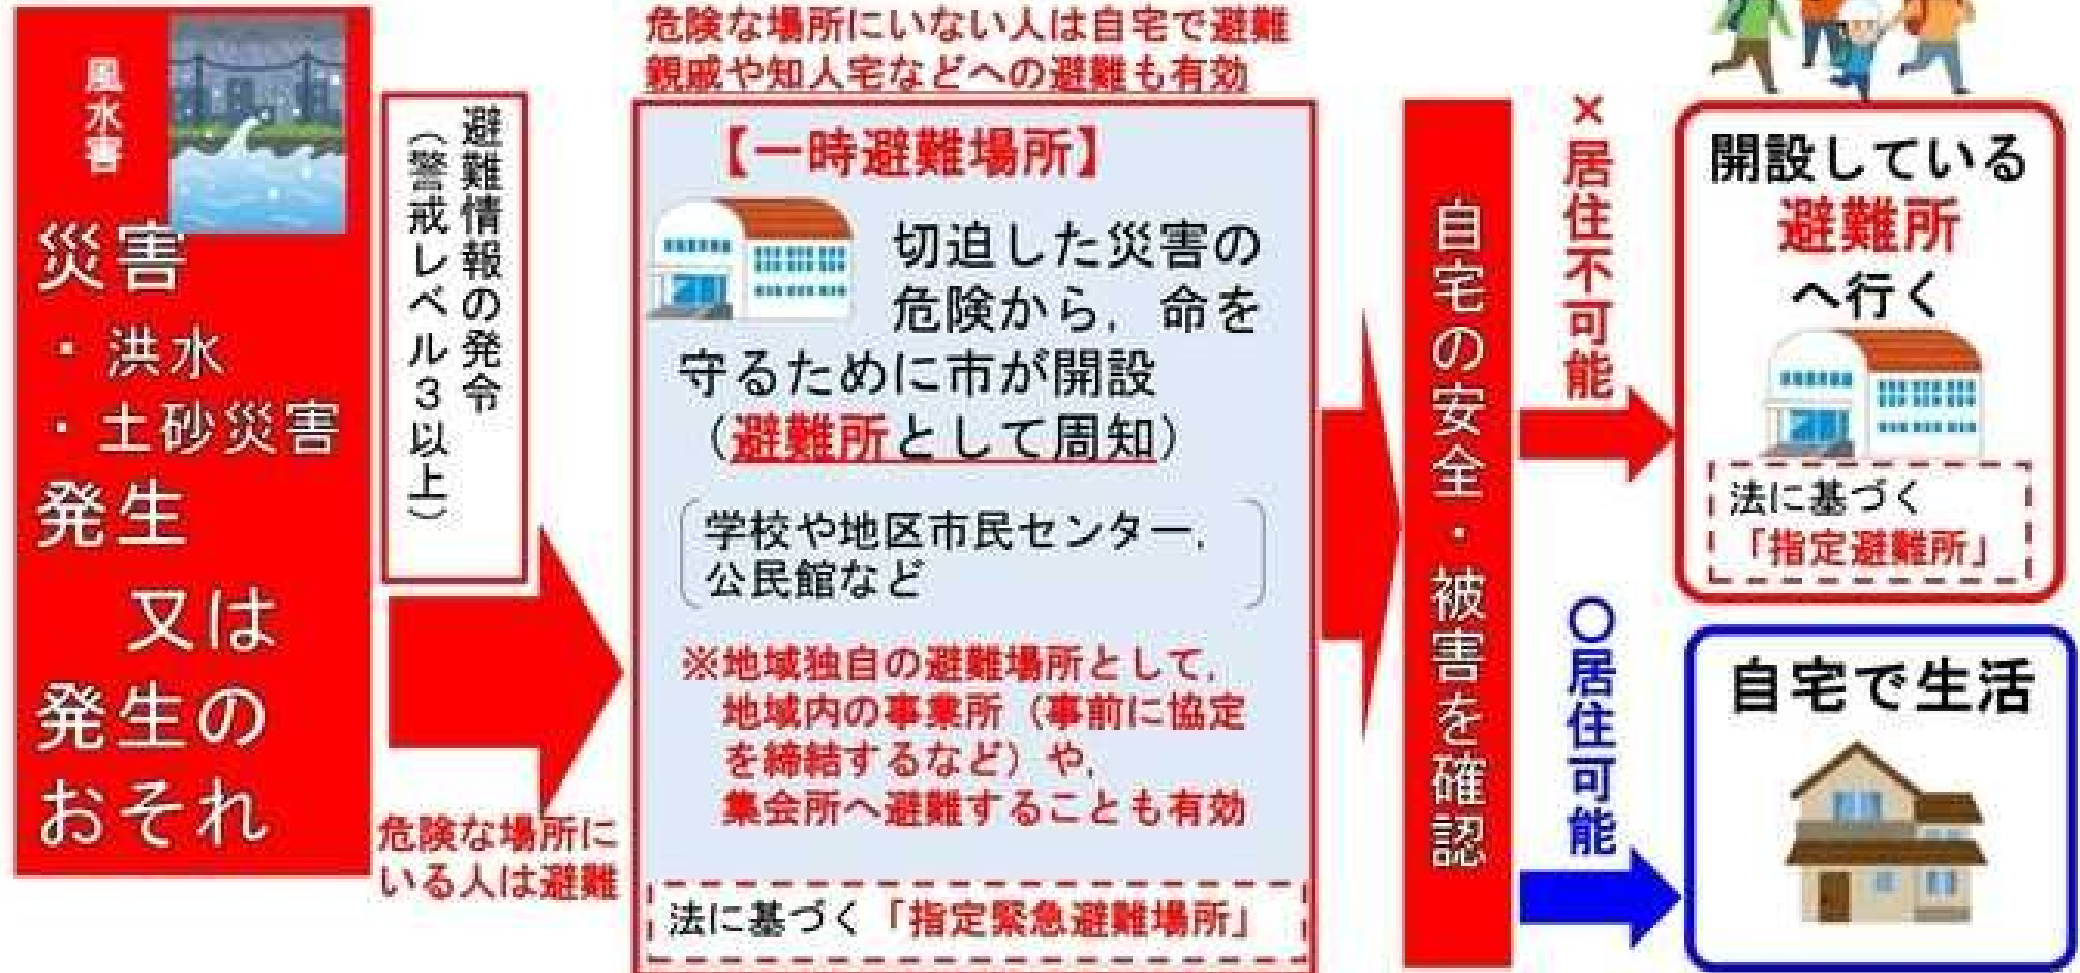 風水害
災害
・洪水
・土砂災害
発生
又は
発生の
おそれ
避難情報の発令
（警戒レベル3以上）
危険な場所に
いる人は避難
危険な場所にいない人は自宅で避難
親戚や知人宅などへの避難も有効
【一時避難場所】
切迫した災害の
危険から，命を
守るために市が開設
（避難所として周知）
学校や地区市民センター，
公民館など
※地域独自の避難場所として，
地域内の事業所（事前に協定
を締結するなど）や，
集会所へ避難することも有効
法に基づく「指定緊急避難場所」
自宅の安全・被害を確認
×居住不可能
開設している
避難所
へ行く
法に基づく
「指定避難所」
〇居住可能
自宅で生活